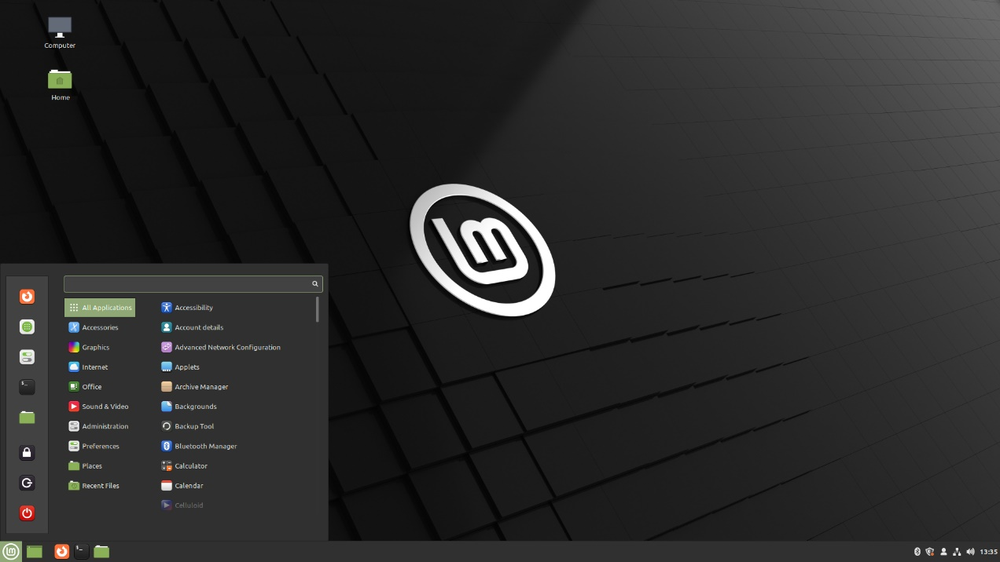 Computer
Home
All Applications
Accessories
Graphics
Internet
Office
Sound & Video
Administration
Preferences
Places
Recent Files
Accessibility
Account details
Advanced Network Configuration
Applets
Archive Manager
Backgrounds
Backup Tool
Bluetooth Manager
Calculator
Calendar
Celluloid
13:35